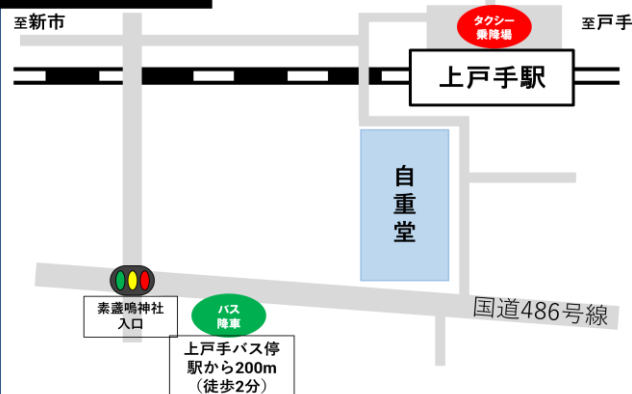 至新市
タクシー
乗降場
至戸手
上戸手駅
自
重
堂
素盞嗚神社
入口
バス
降車
国道486号線
上戸手バス停
駅から200m
（徒歩2分）